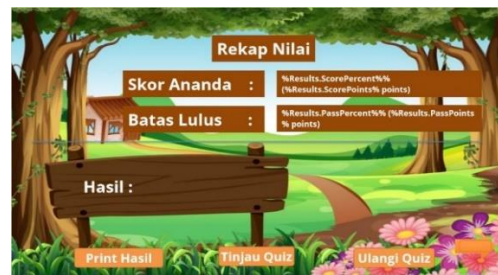 Rekap Nilai
Skor Ananda :
%Results.ScorePercent%%
(%Results.ScorePoints% points)
Batas Lulus :
%Results.PassPercent%% (%Results.PassPoints
% points)
Hasil :
Print Hasil
Tinjau Quiz
Ulangi Quiz